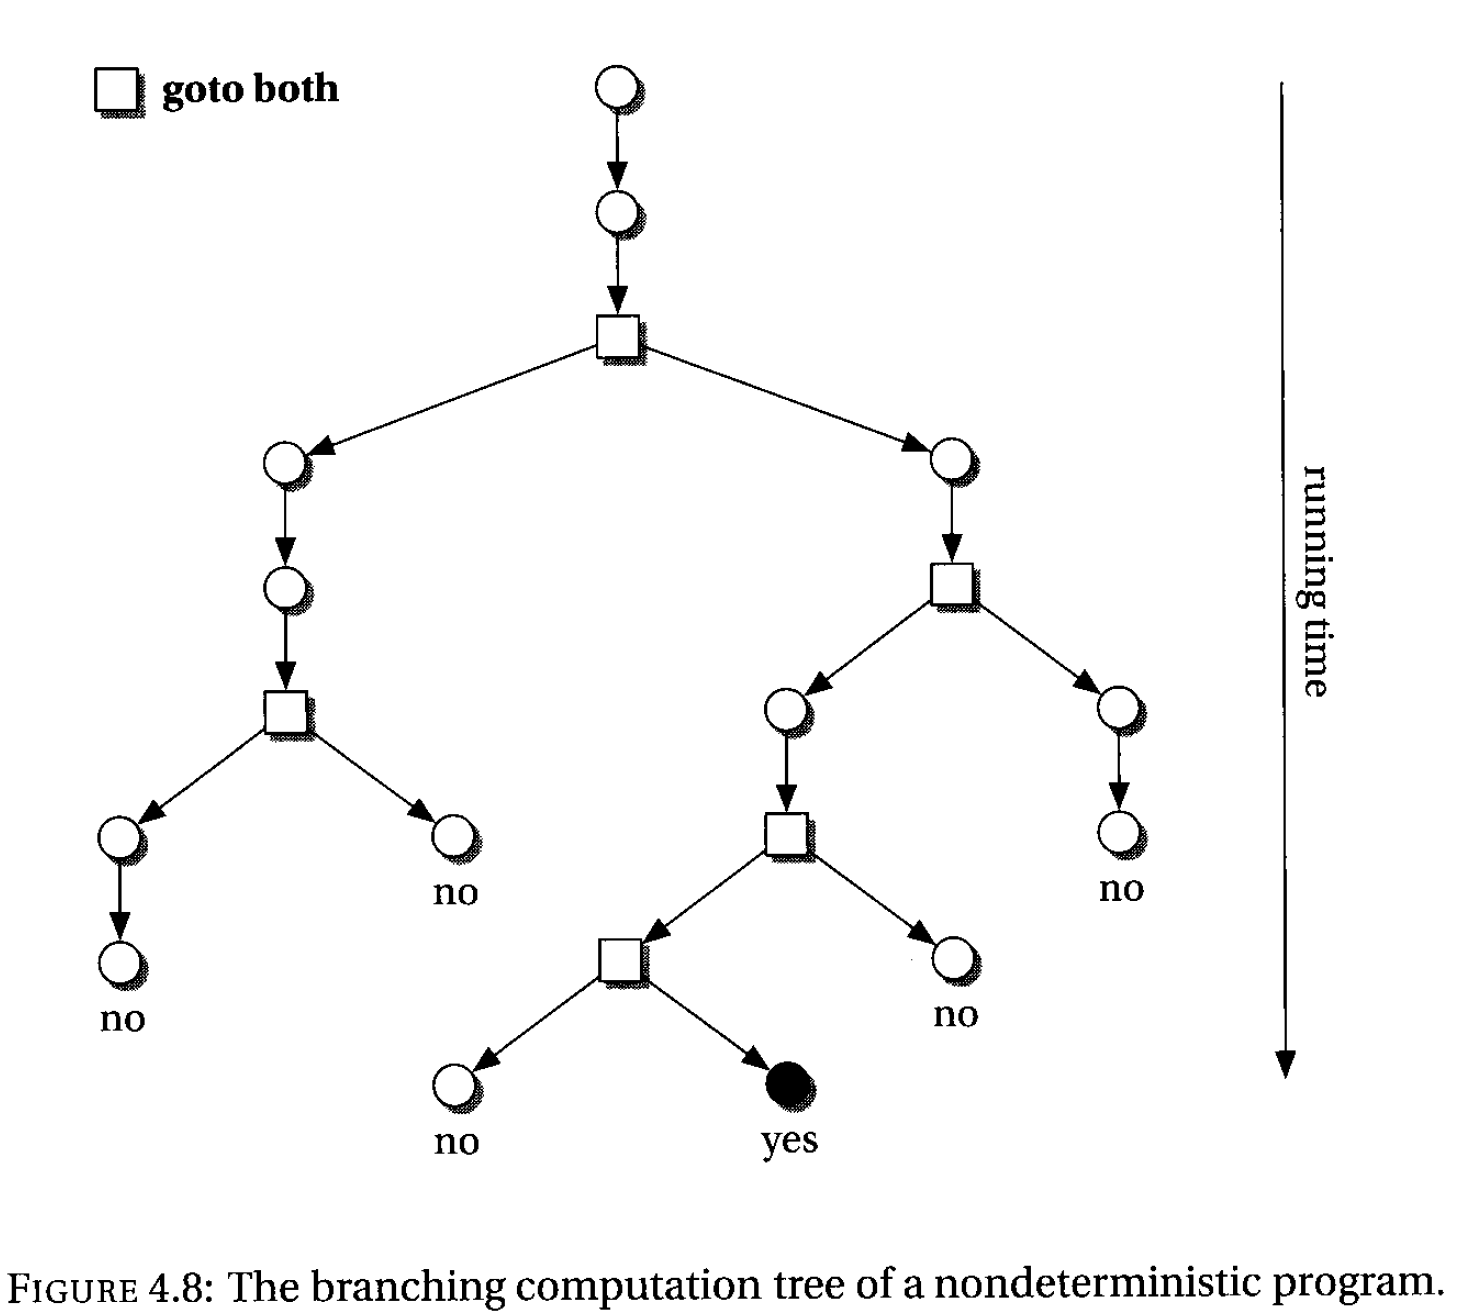 goto both
running time
no
no
no
no
no
yes
FIGURE 4.8: The branching computation tree of a nondeterministic program.